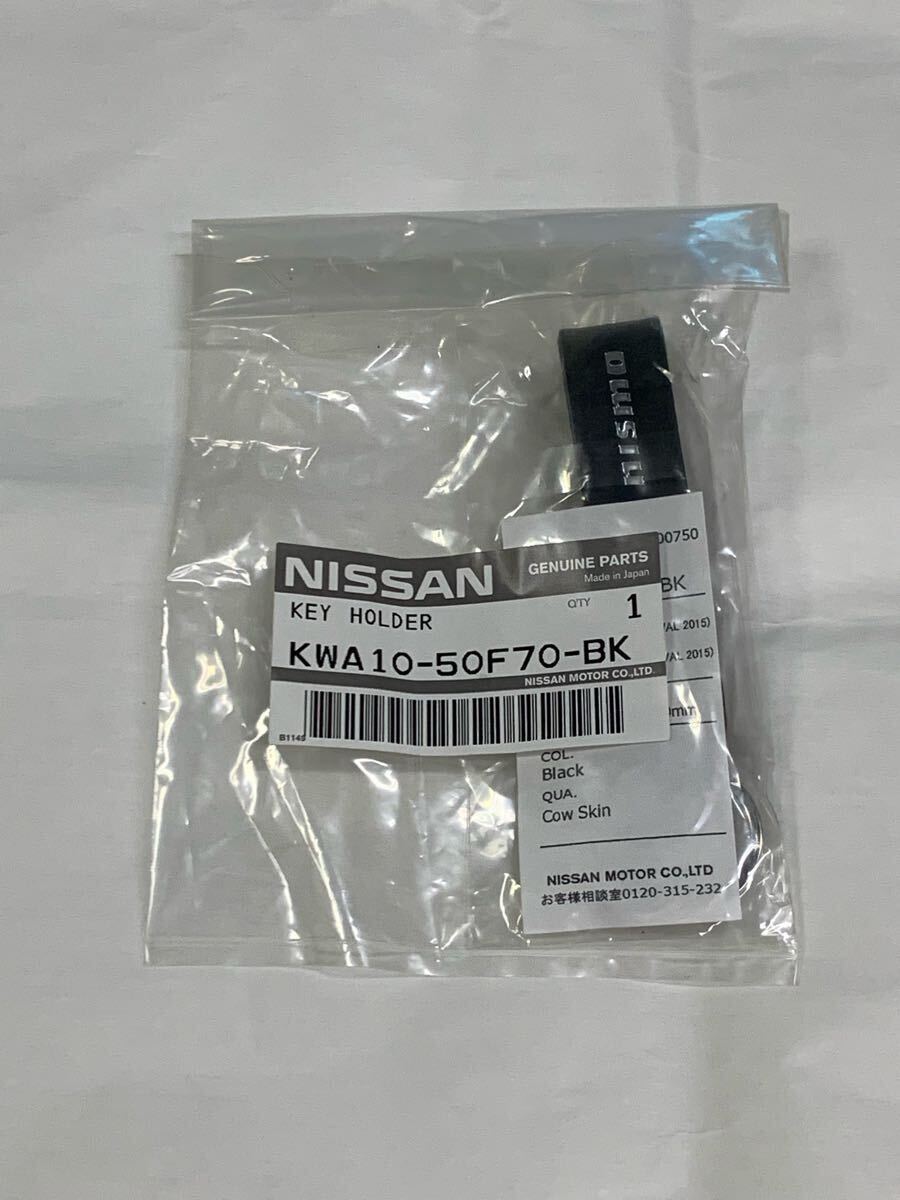 nismo
00750
BK
VAL 2015)
VAL 2015)
0mm
NISSAN
GENUINE PARTS
Made in Japan
KEY HOLDER
Q'TY 1
KWA10-50F70-BK
NISSAN MOTOR CO.,LTD.
B1149
COL.
Black
QUA.
Cow Skin
NISSAN MOTOR CO.,LTD
お客様相談室0120-315-232